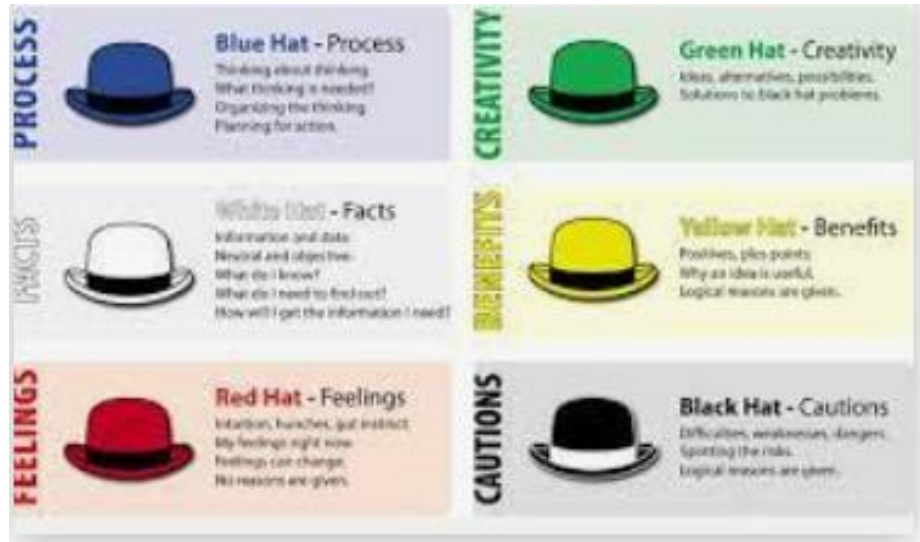 PROCESS
Blue Hat - Process
Thinking about thinking.
What thinking is needed?
Organizing the thinking
Planning for action.
CREATIVITY
Green Hat - Creativity
Ideas, alternatives, possibilities.
Solutions to black hat problems.
FACTS
White Hat - Facts
Information and data.
Neutral and objective.
What do I know?
What do I need to find out?
How will I get the information I need?
BENEFITS
Yellow Hat - Benefits
Positives, plus points.
Why an idea is useful.
Logical reasons are given.
FEELINGS
Red Hat - Feelings
Intuition, hunches, gut instinct.
My feelings right now.
Feelings can change.
No reasons are given.
CAUTIONS
Black Hat - Cautions
Difficulties, weaknesses, dangers.
Spotting the risks.
Logical reasons are given.